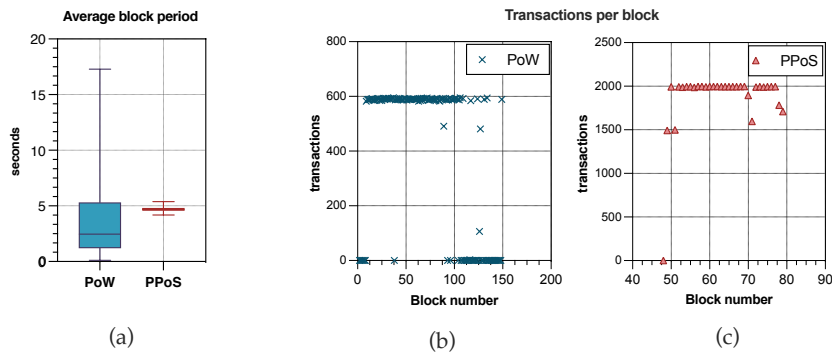 Average block period
20
15
10
5
0
seconds
PoW
PPoS
(a)
Transactions per block
800
600
400
200
0
transactions
PoW
0
50
100
150
200
Block number
(b)
2500
2000
1500
1000
500
0
transactions
PPoS
40
50
60
70
80
90
Block number
(c)